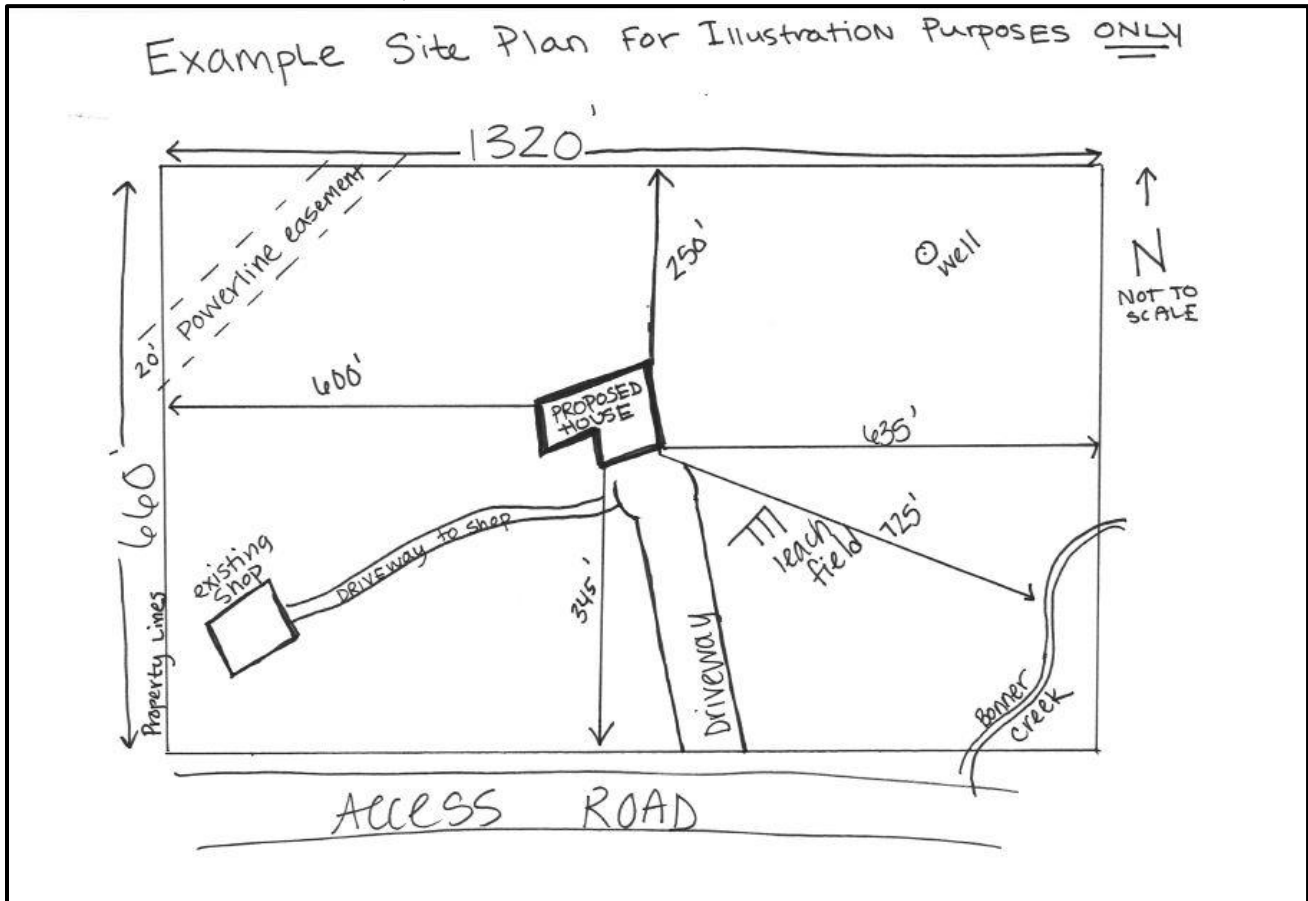 Example Site Plan For Illustration Purposes ONLY
1320'
N
NOT TO
SCALE
Powerline easement
20'
250'
well
600'
PROPOSED
HOUSE
635'
660'
Property Lines
existing
shop
DRIVEWAY to shop
345'
Driveway
leach
field
725'
Bonner
Creek
ACCESS ROAD